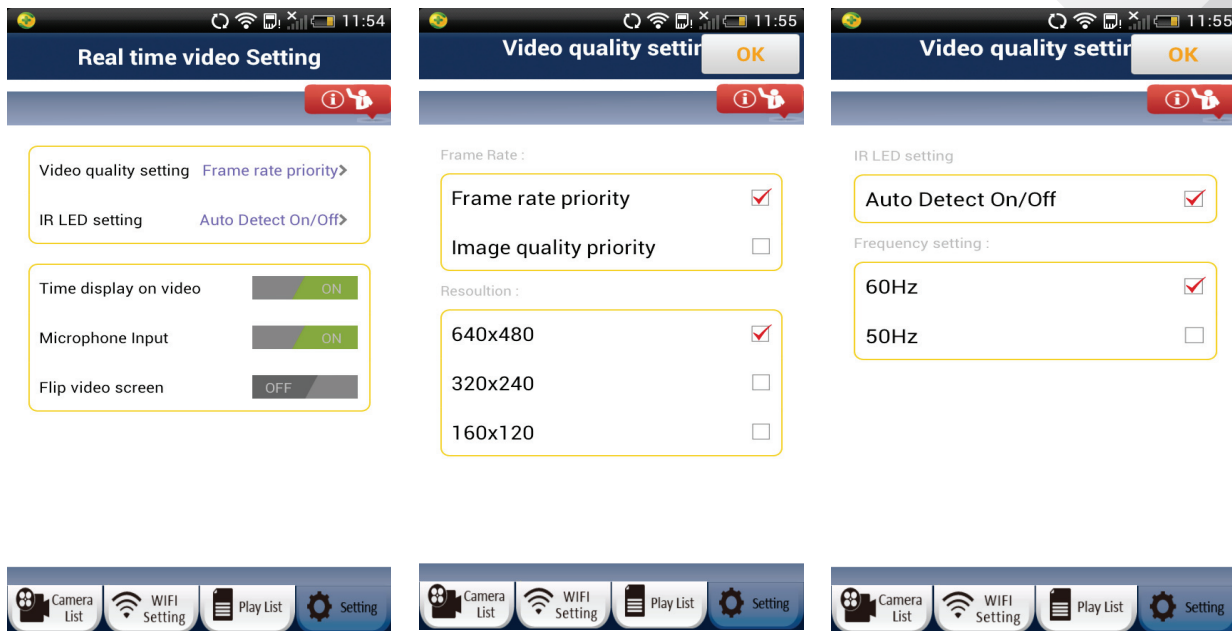 11:54
Real time video Setting
Video quality setting Frame rate priority
IR LED setting Auto Detect On/Off
Time display on video ON
Microphone Input ON
Flip video screen OFF
Camera List
WIFI Setting
Play List
Setting
11:55
Video quality settin
OK
Frame Rate :
Frame rate priority
Image quality priority
Resoultion :
640x480
320x240
160x120
Camera List
WIFI Setting
Play List
Setting
11:55
Video quality settin
OK
IR LED setting
Auto Detect On/Off
Frequency setting :
60Hz
50Hz
Camera List
WIFI Setting
Play List
Setting